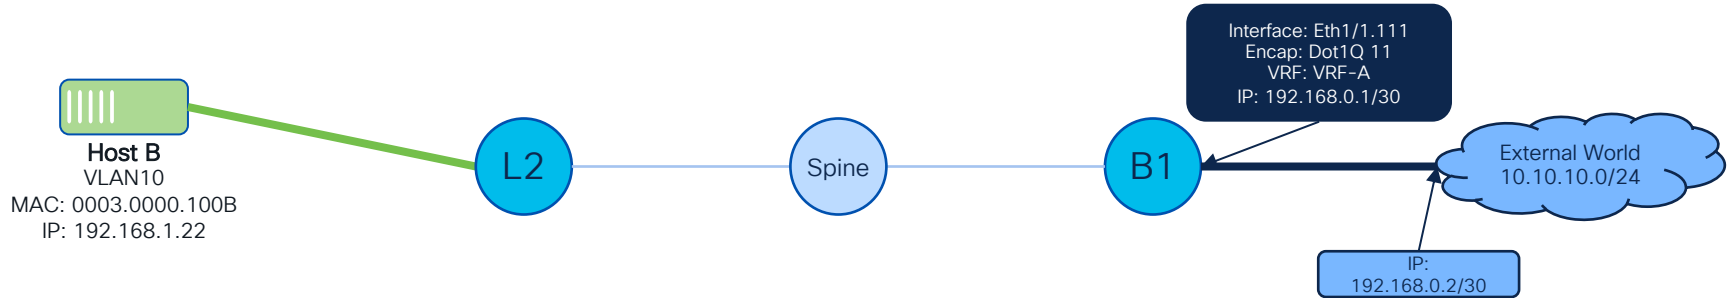 Interface: Eth1/1.111
Encap: Dot1Q 11
VRF: VRF-A
IP: 192.168.0.1/30
Host B
VLAN10
MAC: 0003.0000.100B
IP: 192.168.1.22
L2
Spine
B1
External World
10.10.10.0/24
IP:
192.168.0.2/30